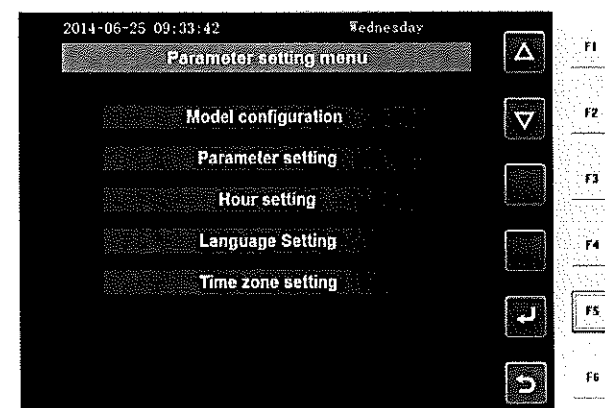 2014-06-25 09:33:42 Wednesday
Parameter setting menu
Model configuration
Parameter setting
Hour setting
Language Setting
Time zone setting
F1
F2
F3
F4
F5
F6